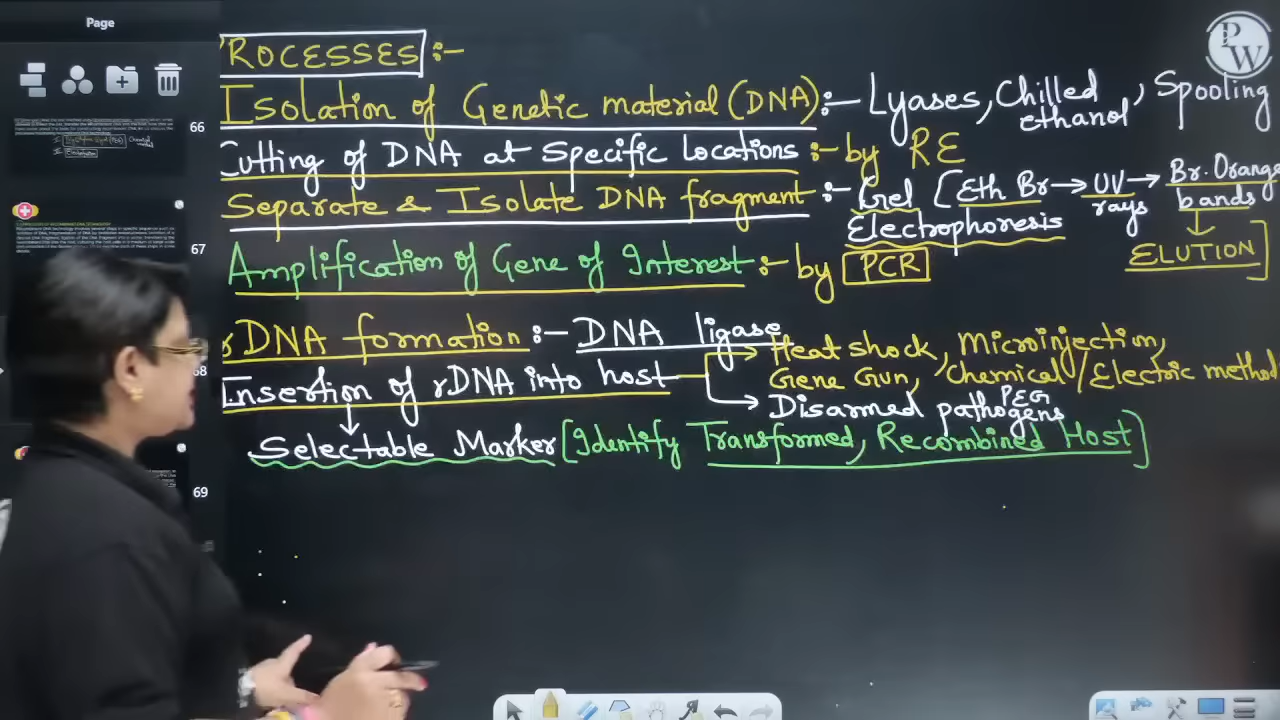 Page
PW
ROCESSES :-
Isolation of Genetic material (DNA) :- Lyases, Chilled ethanol, Spooling
66
Cutting of DNA at Specific Locations :- by RE
Separate & Isolate DNA fragment :- Gel Electrophoresis [Eth Br → UV rays → Br. Orange bands
↓
ELUTION]
67
Amplification of Gene of Interest :- by PCR
rDNA formation :- DNA ligase
68
Insertion of rDNA into host → Heat shock, Microinjection,
Gene Gun, Chemical / Electric method
PEG
→ Disarmed pathogens
↓
Selectable Marker [Identify Transformed, Recombined Host]
69